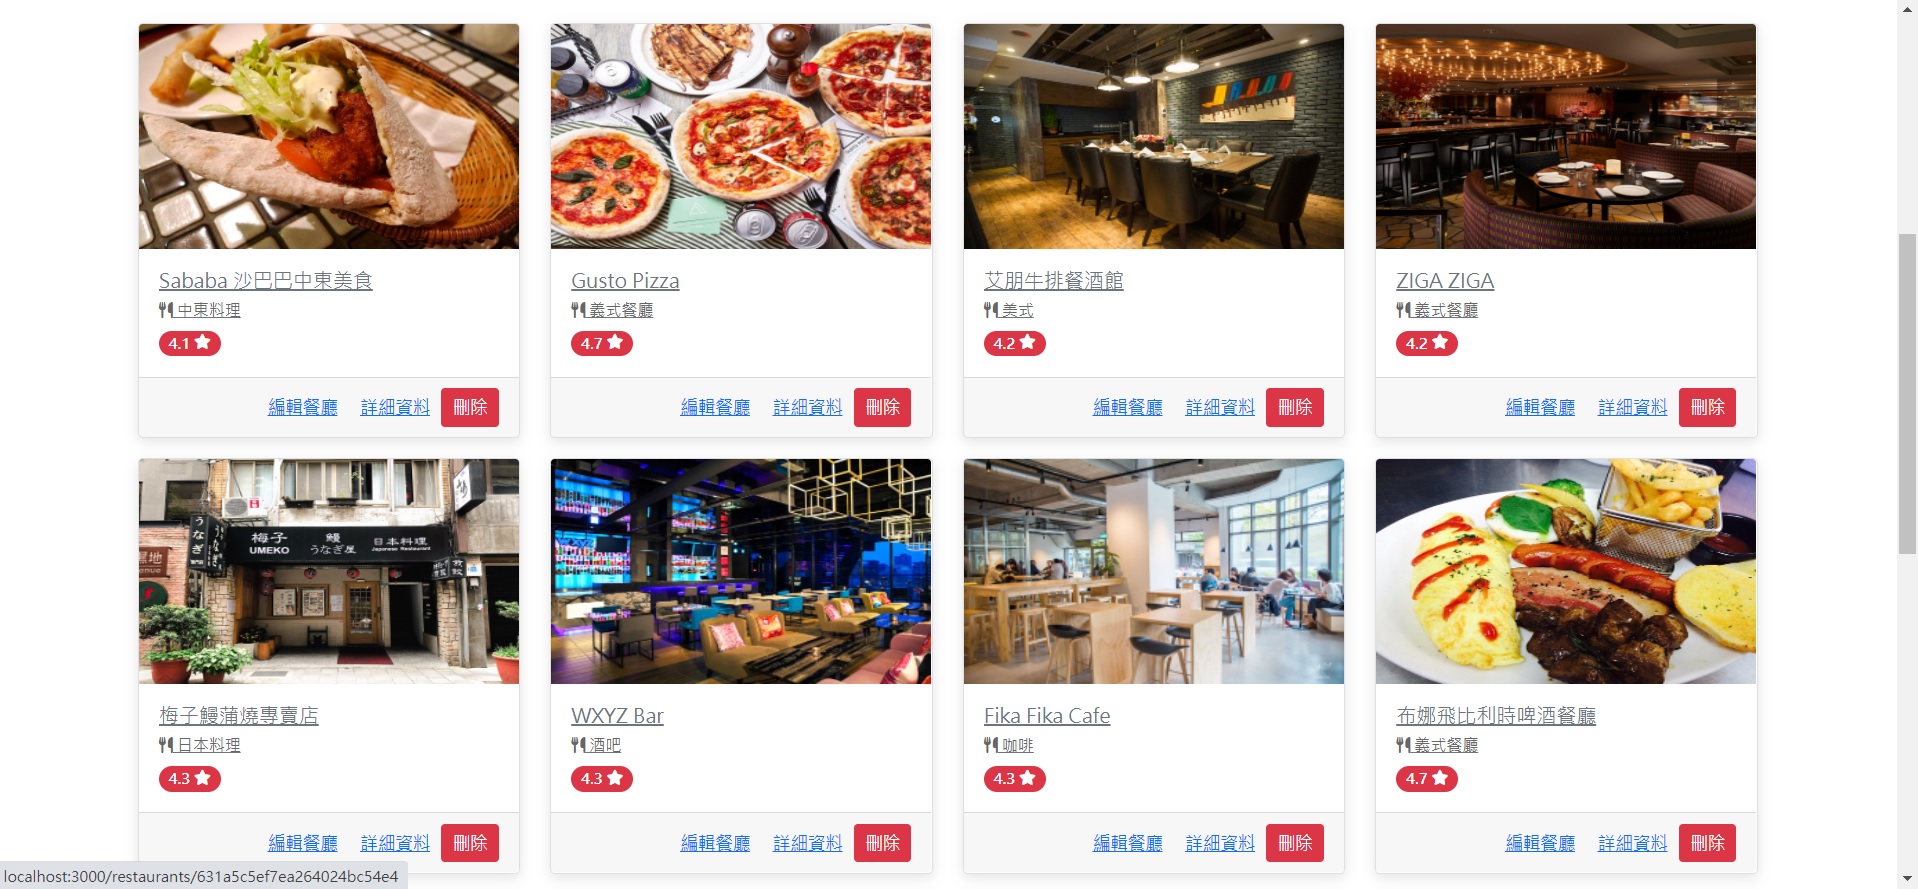 Sababa 沙巴巴中東美食
中東料理
4.1
編輯餐廳 詳細資料 刪除
Gusto Pizza
義式餐廳
4.7
編輯餐廳 詳細資料 刪除
艾朋牛排餐酒館
美式
4.2
編輯餐廳 詳細資料 刪除
ZIGA ZIGA
義式餐廳
4.2
編輯餐廳 詳細資料 刪除
うなぎ
梅子
UMEKO
鰻
うなぎ屋
日本料理
Japanese Restaurant
梅子鰻蒲燒專賣店
日本料理
4.3
編輯餐廳 詳細資料 刪除
WXYZ Bar
酒吧
4.3
編輯餐廳 詳細資料 刪除
Fika Fika Cafe
咖啡
4.3
編輯餐廳 詳細資料 刪除
布娜飛比利時啤酒餐廳
義式餐廳
4.7
編輯餐廳 詳細資料 刪除
localhost:3000/restaurants/631a5c5ef7ea264024bc54e4